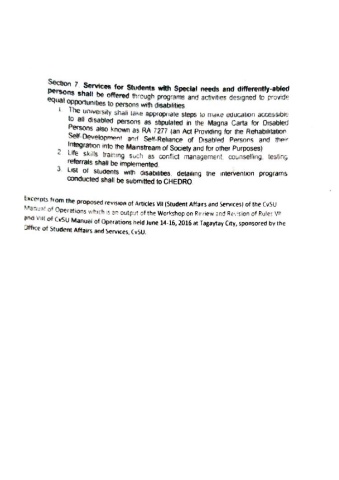 Section 7 Services for Students with Special needs and differently-abled
persons shall be offered through programs and activities designed to provide
equal opportunities to persons with disabilities
1. The university shall take appropriate steps to make education accessible
to all disabled persons as stipulated in the Magna Carta for Disabled
Persons also known as RA 7277 (an Act Providing for the Rehabilitation
Self-Development and Self-Reliance of Disabled Persons and their
Integration into the Mainstream of Society and for other Purposes)
2. Life skills training such as conflict management, counselling, testing
referrals shall be implemented.
3. List of students with disabilities, detailing the intervention programs
conducted shall be submitted to CHEDRO
Excerpts from the proposed revision of Articles VII (Student Affairs and Services) of the CvSU
Manual of Operations which is an output of the Workshop on Review and Revision of Rules VII
and VIII of CvSU Manual of Operations held June 14-16, 2016 at Tagaytay City, sponsored by the
Office of Student Affairs and Services, CvSU.